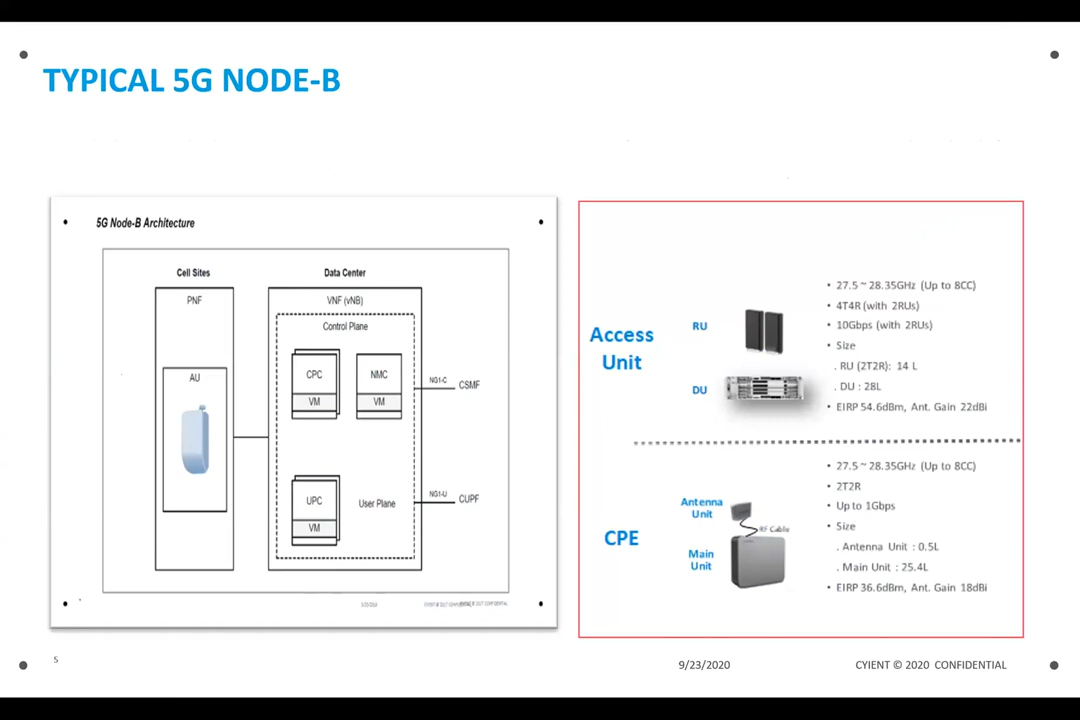 TYPICAL 5G NODE-B
5G Node-B Architecture
Cell Sites
Data Center
PNF
VNF (vNB)
Control Plane
AU
CPC
VM
NMC
VM
NG1-C
CSMF
UPC
VM
User Plane
NG1-U
CUPF
Access
Unit
RU
DU
• 27.5 ~ 28.35GHz (Up to 8CC)
• 4T4R (with 2RUs)
• 10Gbps (with 2RUs)
• Size
. RU (2T2R): 14 L
. DU : 28L
• EIRP 54.6dBm, Ant. Gain 22dBi
CPE
Antenna
Unit
RF Cable
Main
Unit
• 27.5 ~ 28.35GHz (Up to 8CC)
• 2T2R
• Up to 1Gbps
• Size
. Antenna Unit : 0.5L
. Main Unit : 25.4L
• EIRP 36.6dBm, Ant. Gain 18dBi
5
9/23/2020
CYIENT © 2020 CONFIDENTIAL